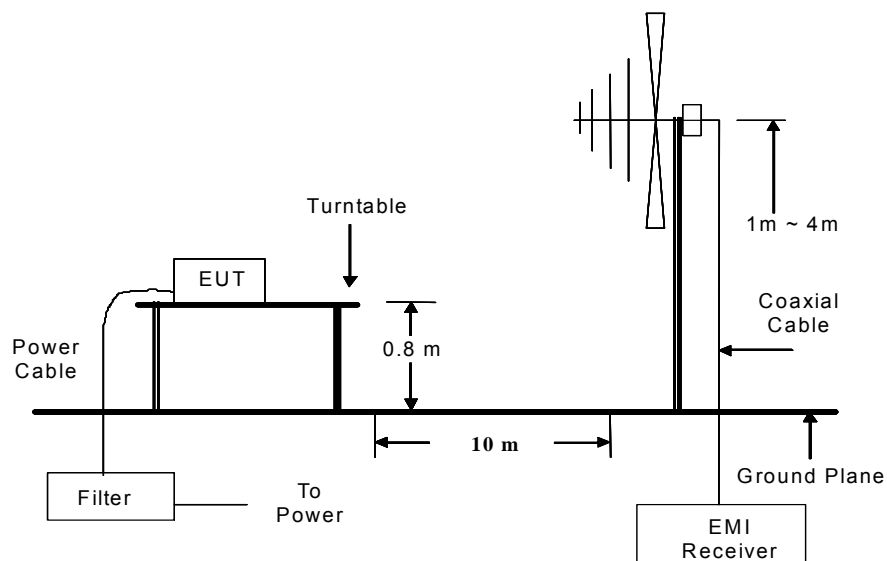 Turntable
1m ~ 4m
EUT
Coaxial
Cable
Power
Cable
0.8 m
10 m
Ground Plane
Filter
To
Power
EMI
Receiver